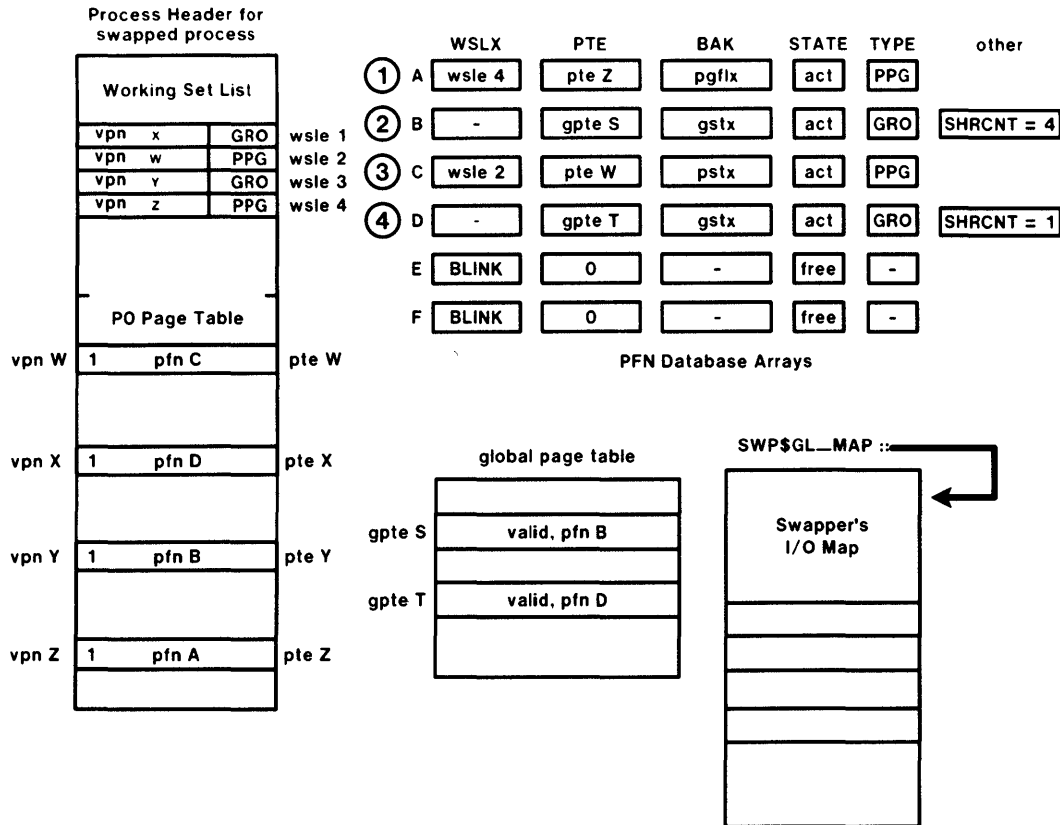 Process Header for
swapped process
Working Set List
vpn x GRO wsle 1
vpn w PPG wsle 2
vpn Y GRO wsle 3
vpn z PPG wsle 4
P0 Page Table
vpn W 1 pfn C pte W
vpn X 1 pfn D pte X
vpn Y 1 pfn B pte Y
vpn Z 1 pfn A pte Z
WSLX PTE BAK STATE TYPE other
1 A wsle 4 pte Z pgflx act PPG
2 B - gpte S gstx act GRO SHRCNT = 4
3 C wsle 2 pte W pstx act PPG
4 D - gpte T gstx act GRO SHRCNT = 1
E BLINK 0 - free -
F BLINK 0 - free -
PFN Database Arrays
global page table
gpte S valid, pfn B
gpte T valid, pfn D
SWP$GL_MAP ::
Swapper's
I/O Map